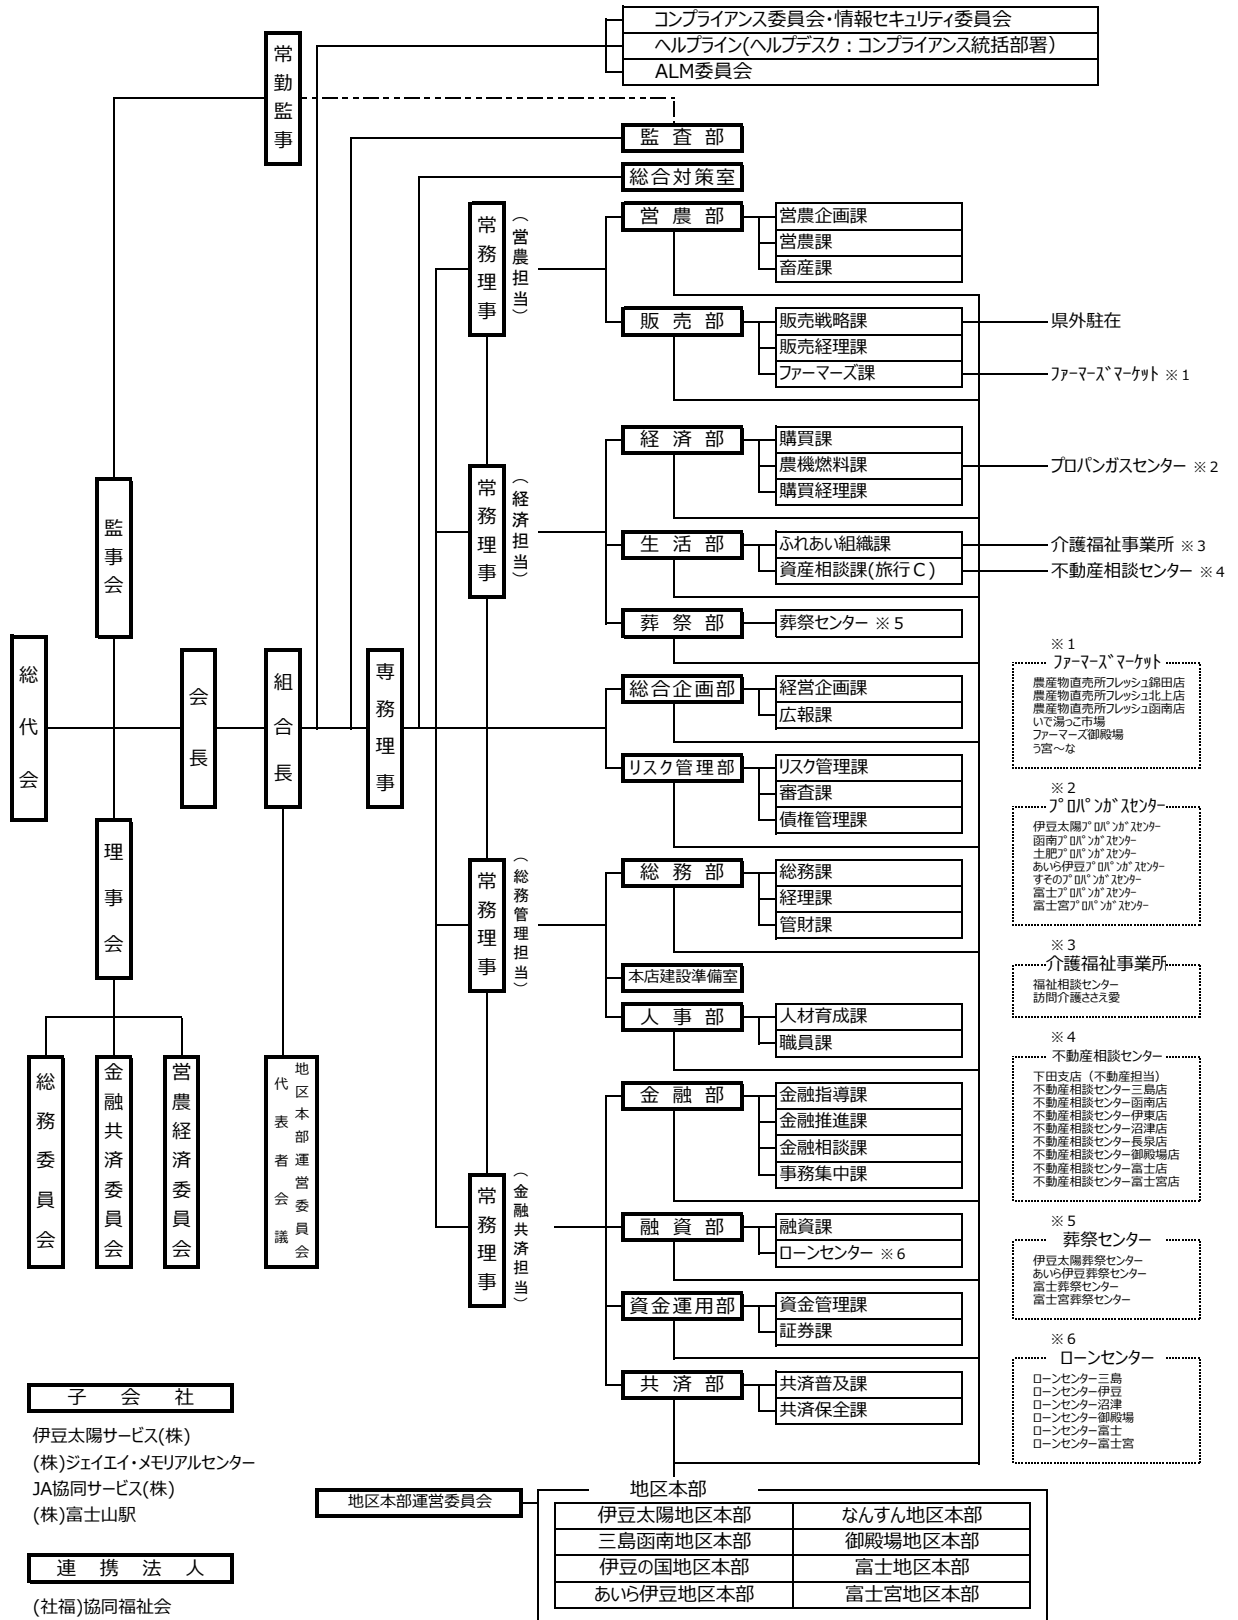 コンプライアンス委員会・情報セキュリティ委員会
ヘルプライン(ヘルプデスク：コンプライアンス統括部署)
ALM委員会
常勤監事
監査部
総合対策室
常務理事
(営農担当)
営農部
営農企画課
営農課
畜産課
販売部
販売戦略課
県外駐在
販売経理課
ファーマーズ課
ﾌｧｰﾏｰｽﾞﾏｰｹｯﾄ ※1
常務理事
(経済担当)
経済部
購買課
農機燃料課
プロパンガスセンター ※2
購買経理課
生活部
ふれあい組織課
介護福祉事業所 ※3
資産相談課(旅行C)
不動産相談センター ※4
葬祭部
葬祭センター ※5
監事会
総代会
会長
組合長
専務理事
総合企画部
経営企画課
広報課
リスク管理部
リスク管理課
審査課
債権管理課
理事会
総務委員会
金融共済委員会
営農経済委員会
地区本部運営委員会
代表者会議
常務理事
(総務管理担当)
総務部
総務課
経理課
管財課
本店建設準備室
人事部
人材育成課
職員課
常務理事
(金融共済担当)
金融部
金融指導課
金融推進課
金融相談課
事務集中課
融資部
融資課
ローンセンター ※6
資金運用部
資金管理課
証券課
共済部
共済普及課
共済保全課
※1
ﾌｧｰﾏｰｽﾞﾏｰｹｯﾄ
農産物直売所フレッシュ錦田店
農産物直売所フレッシュ北上店
農産物直売所フレッシュ函南店
いで湯っこ市場
ファーマーズ御殿場
う宮～な
※2
ﾌﾟﾛﾊﾟﾝｶﾞｽｾﾝﾀｰ
伊豆太陽ﾌﾟﾛﾊﾟﾝｶﾞｽｾﾝﾀｰ
函南ﾌﾟﾛﾊﾟﾝｶﾞｽｾﾝﾀｰ
土肥ﾌﾟﾛﾊﾟﾝｶﾞｽｾﾝﾀｰ
あいら伊豆ﾌﾟﾛﾊﾟﾝｶﾞｽｾﾝﾀｰ
すそのﾌﾟﾛﾊﾟﾝｶﾞｽｾﾝﾀｰ
富士ﾌﾟﾛﾊﾟﾝｶﾞｽｾﾝﾀｰ
富士宮ﾌﾟﾛﾊﾟﾝｶﾞｽｾﾝﾀｰ
※3
介護福祉事業所
福祉相談センター
訪問介護ささえ愛
※4
不動産相談センター
下田支店（不動産担当）
不動産相談センター三島店
不動産相談センター函南店
不動産相談センター伊東店
不動産相談センター沼津店
不動産相談センター長泉店
不動産相談センター御殿場店
不動産相談センター富士店
不動産相談センター富士宮店
※5
葬祭センター
伊豆太陽葬祭センター
あいら伊豆葬祭センター
富士葬祭センター
富士宮葬祭センター
※6
ローンセンター
ローンセンター三島
ローンセンター伊豆
ローンセンター沼津
ローンセンター御殿場
ローンセンター富士
ローンセンター富士宮
子会社
伊豆太陽サービス(株)
(株)ジェイエイ・メモリアルセンター
JA協同サービス(株)
(株)富士山駅
連携法人
(社福)協同福祉会
地区本部運営委員会
地区本部
伊豆太陽地区本部 なんすん地区本部
三島函南地区本部 御殿場地区本部
伊豆の国地区本部 富士地区本部
あいら伊豆地区本部 富士宮地区本部